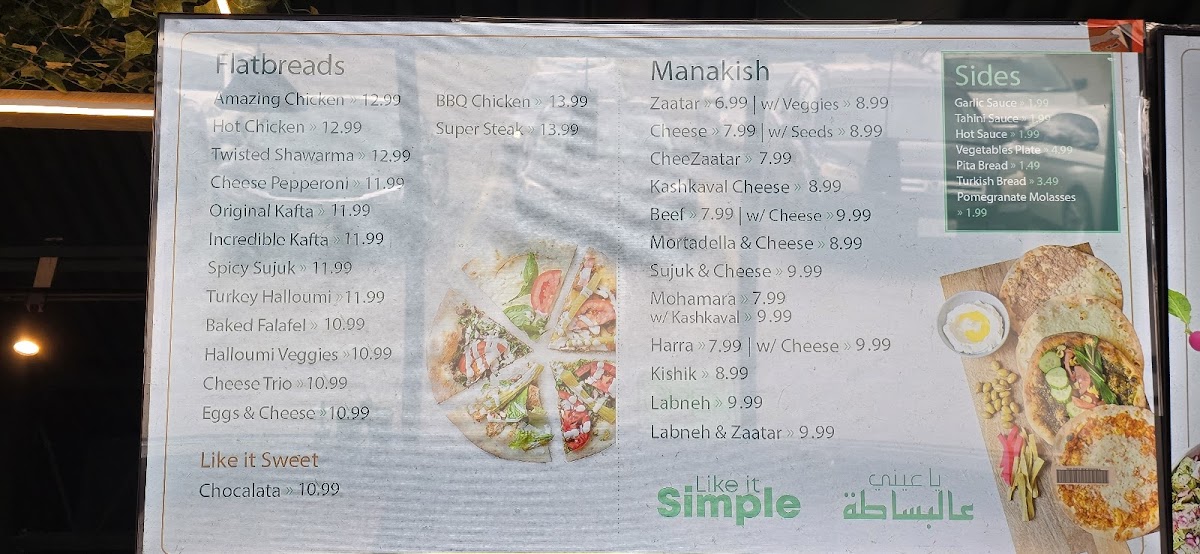 Flatbreads
Amazing Chicken » 12.99
Hot Chicken » 12.99
Twisted Shawarma » 12.99
Cheese Pepperoni » 11.99
Original Kafta » 11.99
Incredible Kafta » 11.99
Spicy Sujuk » 11.99
Turkey Halloumi » 11.99
Baked Falafel » 10.99
Halloumi Veggies » 10.99
Cheese Trio » 10.99
Eggs & Cheese » 10.99
Like it Sweet
Chocalata » 10.99
BBQ Chicken » 13.99
Super Steak » 13.99
Manakish
Zaatar » 6.99 | w/ Veggies » 8.99
Cheese » 7.99 | w/ Seeds » 8.99
CheeZaatar » 7.99
Kashkaval Cheese » 8.99
Beef » 7.99 | w/ Cheese » 9.99
Mortadella & Cheese » 8.99
Sujuk & Cheese » 9.99
Mohamara » 7.99
w/ Kashkaval » 9.99
Harra » 7.99 | w/ Cheese » 9.99
Kishik » 8.99
Labneh » 9.99
Labneh & Zaatar » 9.99
Like it
Simple
يا عيني
عالبساطة
Sides
Garlic Sauce » 1.99
Tahini Sauce » 1.99
Hot Sauce » 1.99
Vegetables Plate » 4.99
Pita Bread » 1.49
Turkish Bread » 3.49
Pomegranate Molasses
» 1.99